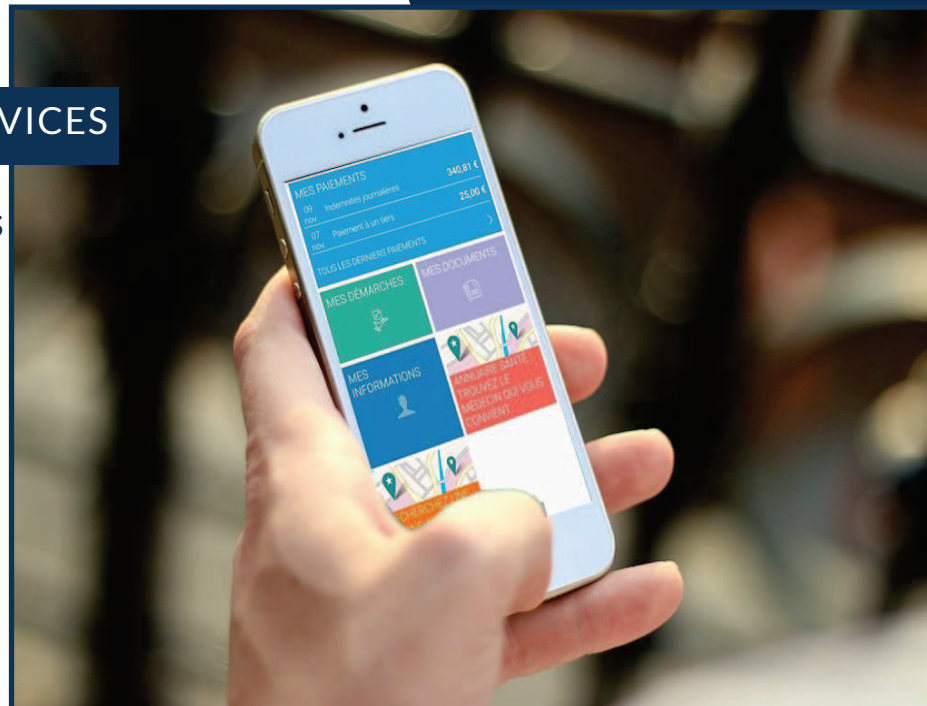 VICES
S
MES PAIEMENTS
09 nov Indemnités journalières 340,81 €
07 nov Paiement à un tiers 25,00 €
TOUS LES DERNIERS PAIEMENTS
MES DÉMARCHES
MES DOCUMENTS
MES
INFORMATIONS
ANNUAIRE SANTÉ :
TROUVEZ LE
MÉDECIN QUI VOUS
CONVIENT